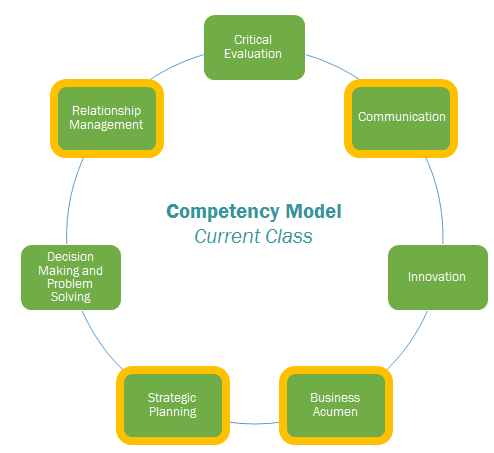 Critical
Evaluation
Relationship
Management
Communication
Competency Model
Current Class
Decision
Making and
Problem
Solving
Innovation
Strategic
Planning
Business
Acumen